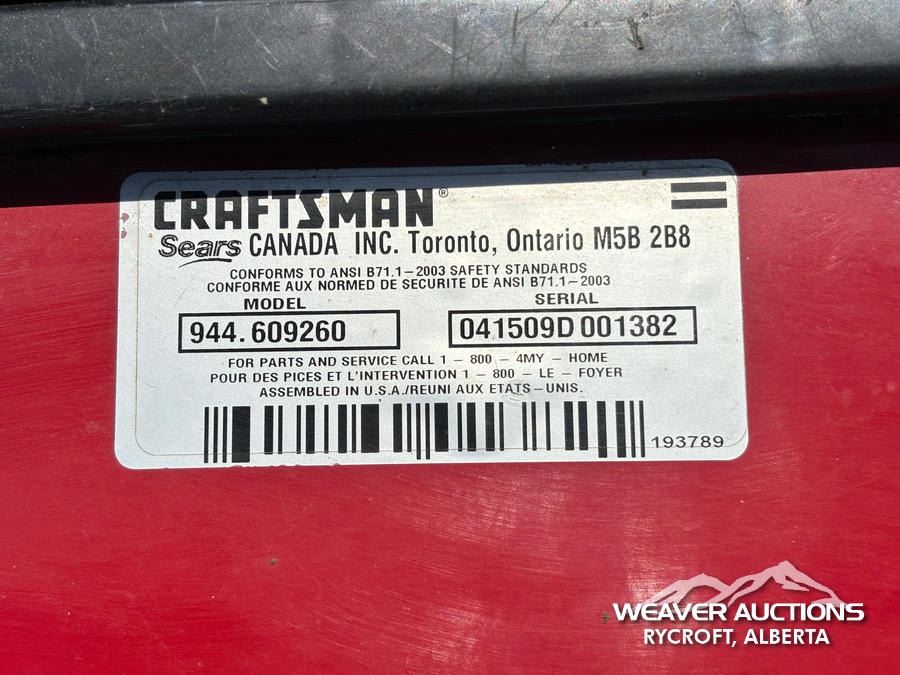 CRAFTSMAN®
Sears CANADA INC. Toronto, Ontario M5B 2B8
CONFORMS TO ANSI B71.1-2003 SAFETY STANDARDS
CONFORME AUX NORMED DE SECURITE DE ANSI B71.1-2003
MODEL SERIAL
944.609260 041509D001382
FOR PARTS AND SERVICE CALL 1 - 800 - 4MY - HOME
POUR DES PICES ET L'INTERVENTION 1 - 800 - LE - FOYER
ASSEMBLED IN U.S.A./REUNI AUX ETATS-UNIS.
193789
WEAVER AUCTIONS
RYCROFT, ALBERTA